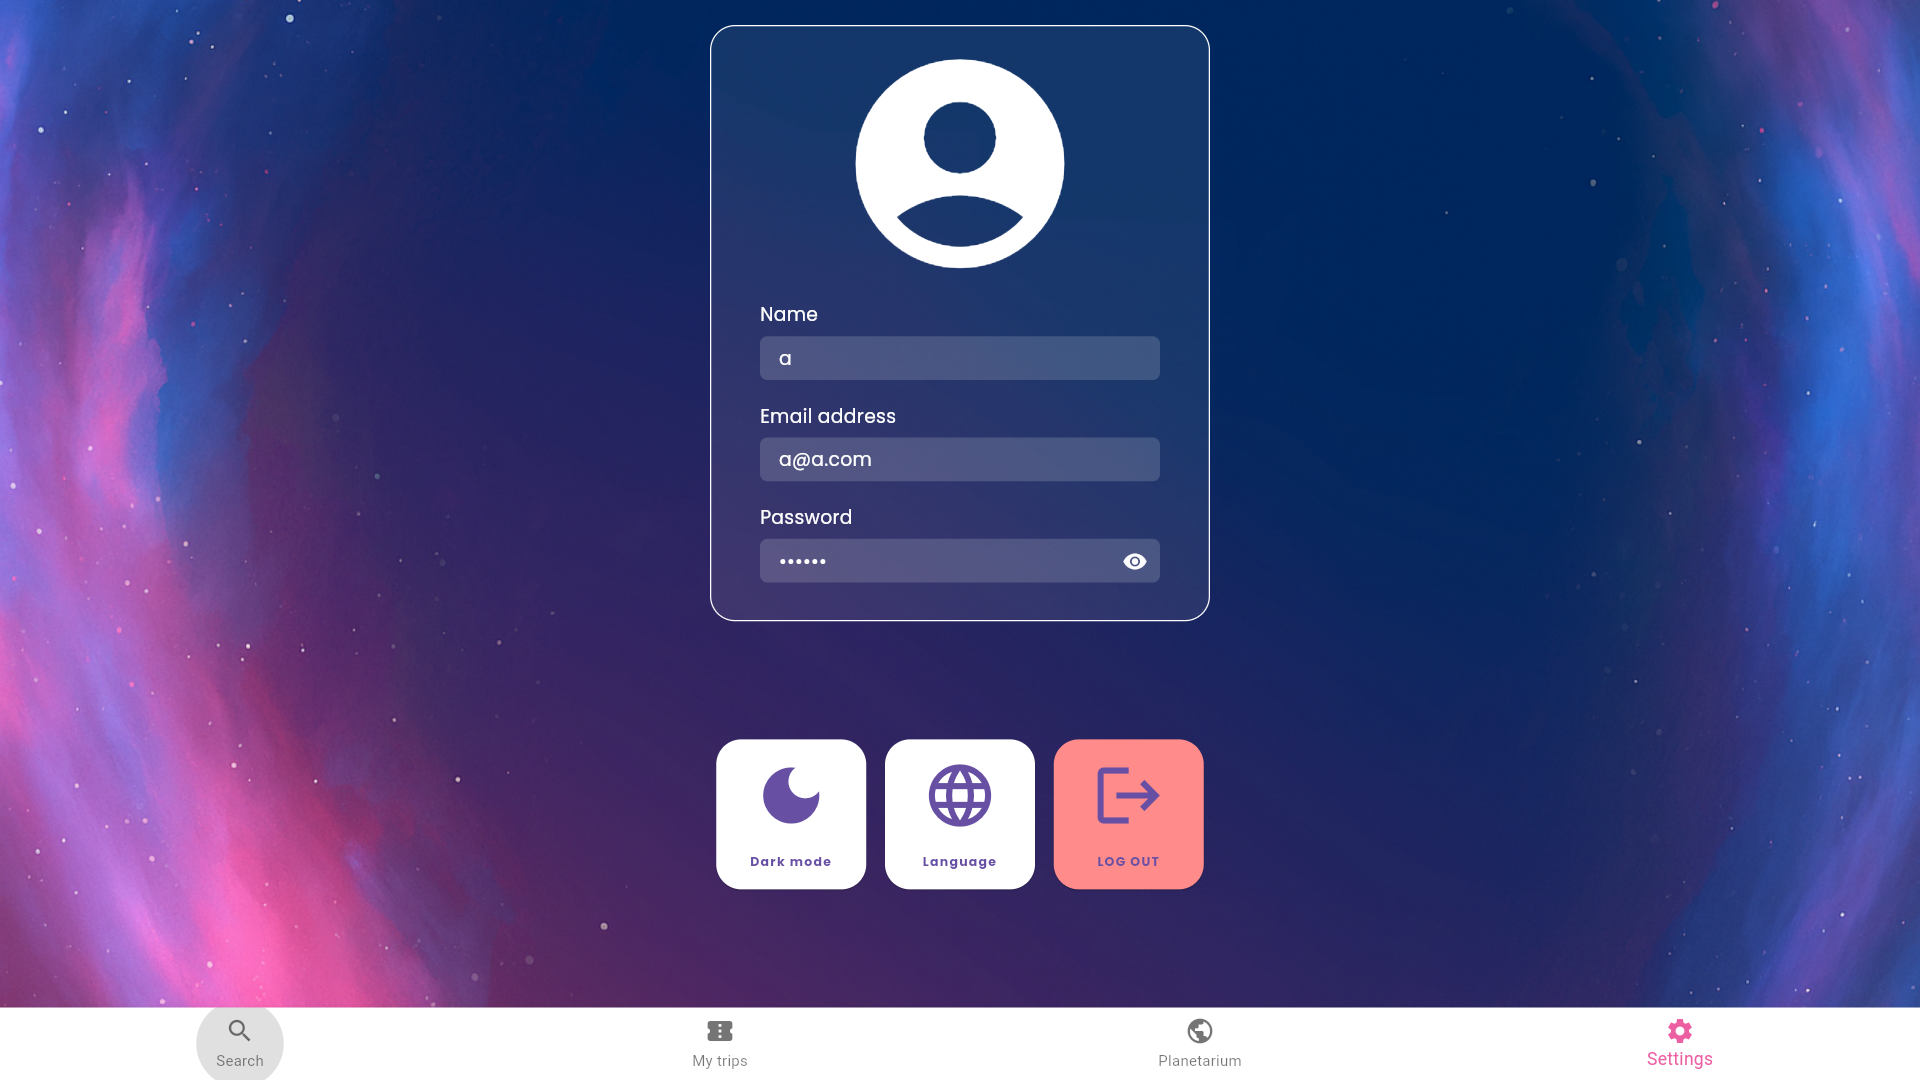 Name
a
Email address
a@a.com
Password
••••••
Dark mode
Language
LOG OUT
Search
My trips
Planetarium
Settings